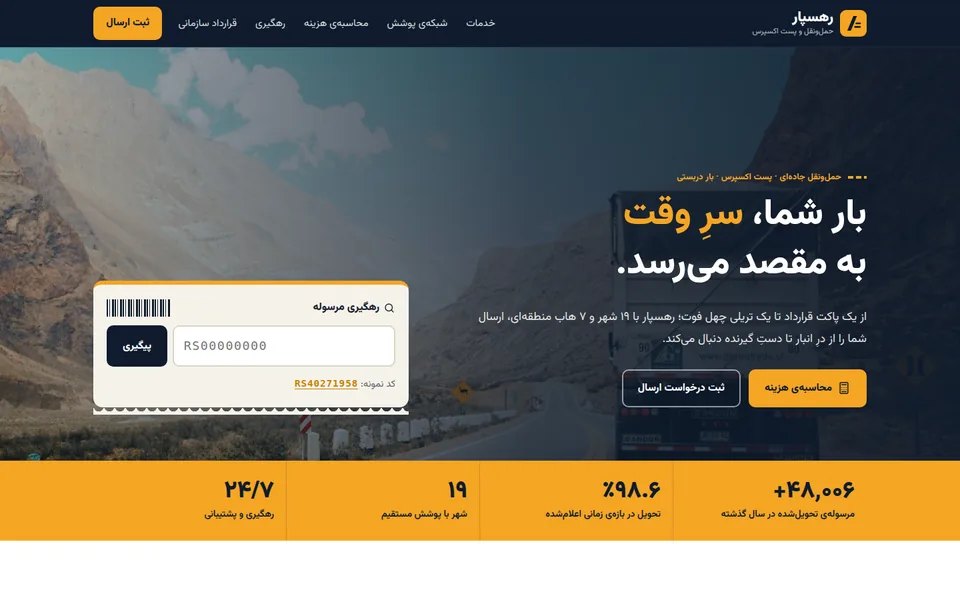 رهسپار
حمل‌ونقل و پست اکسپرس
خدمات
شبکه‌ی پوشش
محاسبه‌ی هزینه
رهگیری
قرارداد سازمانی
ثبت ارسال
حمل‌ونقل جاده‌ای · پست اکسپرس · بار دربستی
بار شما، سرِ وقت
به مقصد می‌رسد.
از یک پاکت قرارداد تا یک تریلی چهل فوت؛ رهسپار با ۱۹ شهر و ۷ هاب منطقه‌ای، ارسال
شما را از درِ انبار تا دستِ گیرنده دنبال می‌کند.
محاسبه‌ی هزینه
ثبت درخواست ارسال
رهگیری مرسوله
RS00000000
پیگیری
کد نمونه: RS40271958
+۴۸,۰۰۶
مرسوله‌ی تحویل‌شده در سال گذشته
٪۹۸.۶
تحویل در بازه‌ی زمانی اعلام‌شده
۱۹
شهر با پوشش مستقیم
۲۴/۷
رهگیری و پشتیبانی